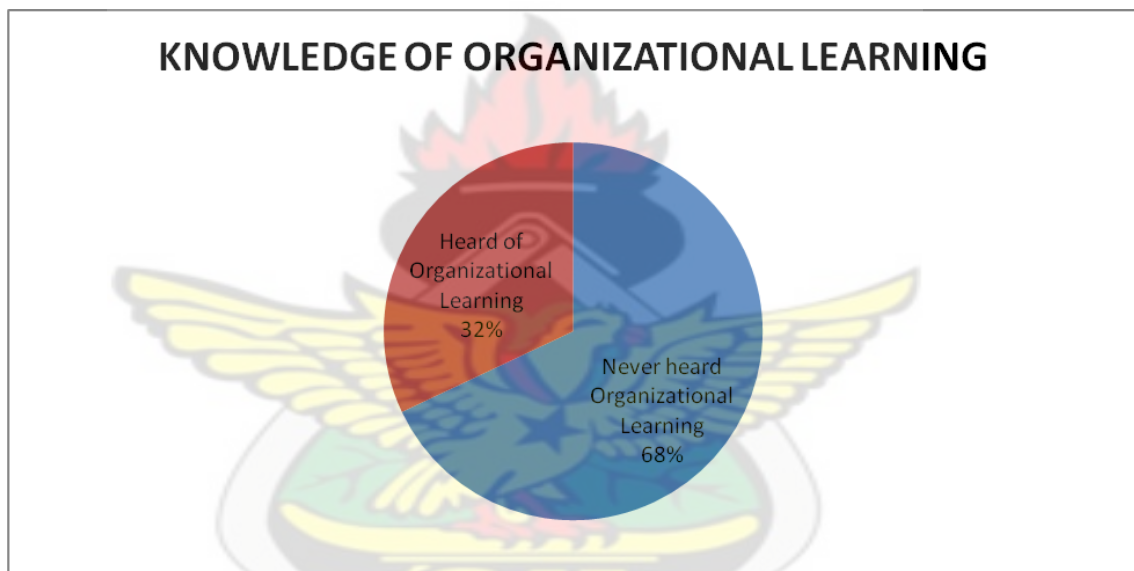 KNOWLEDGE OF ORGANIZATIONAL LEARNING
Heard of
Organizational
Learning
32%
Never heard
Organizational
Learning
68%